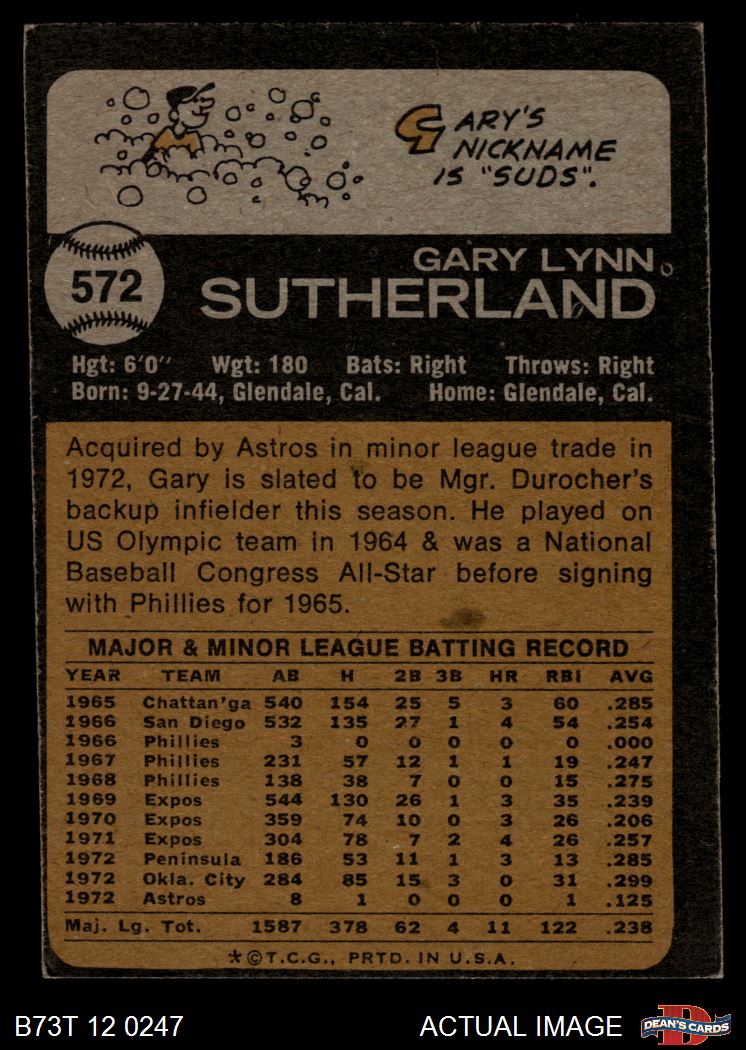 GARY'S
NICKNAME
IS "SUDS".
572
GARY LYNN
SUTHERLAND
Hgt: 6'0" Wgt: 180 Bats: Right Throws: Right
Born: 9-27-44, Glendale, Cal. Home: Glendale, Cal.
Acquired by Astros in minor league trade in
1972, Gary is slated to be Mgr. Durocher's
backup infielder this season. He played on
US Olympic team in 1964 & was a National
Baseball Congress All-Star before signing
with Phillies for 1965.
MAJOR & MINOR LEAGUE BATTING RECORD
YEAR TEAM AB H 2B 3B HR RBI AVG
1965 Chattan'ga 540 154 25 5 3 60 .285
1966 San Diego 532 135 27 1 4 54 .254
1966 Phillies 3 0 0 0 0 0 .000
1967 Phillies 231 57 12 1 1 19 .247
1968 Phillies 138 38 7 0 0 15 .275
1969 Expos 544 130 26 1 3 35 .239
1970 Expos 359 74 10 0 3 26 .206
1971 Expos 304 78 7 2 4 26 .257
1972 Peninsula 186 53 11 1 3 13 .285
1972 Okla. City 284 85 15 3 0 31 .299
1972 Astros 8 1 0 0 0 1 .125
Maj. Lg. Tot. 1587 378 62 4 11 122 .238
*©T.C.G., PRTD. IN U.S.A.
B73T 12 0247 ACTUAL IMAGE DEAN'S CARDS